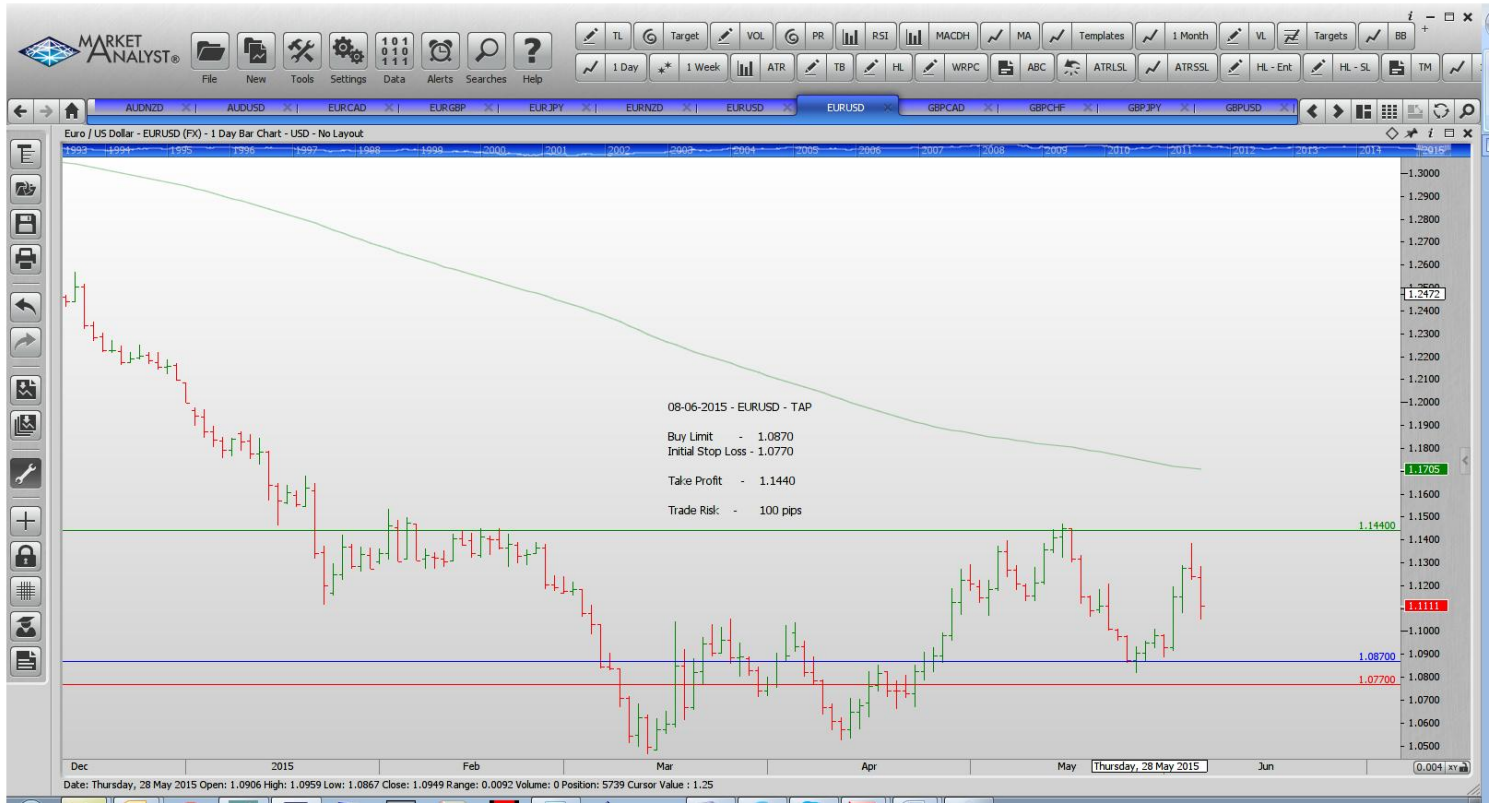 MARKET ANALYST®
File New Tools Settings Data Alerts Searches Help
TL Target VOL PR RSI MACDH MA Templates 1 Month VL Targets BB
1 Day 1 Week ATR TB HL WRPC ABC ATRLSL ATRSSL HL - Ent HL - SL TM
AUDNZD AUDUSD EURCAD EURGBP EURJPY EURNZD EURUSD EURUSD GBPCAD GBPCHF GBPJPY GBPUSD
Euro / US Dollar - EURUSD (FX) - 1 Day Bar Chart - USD - No Layout
1993 1994 1995 1996 1997 1998 1999 2000 2001 2002 2003 2004 2005 2006 2007 2008 2009 2010 2011 2012 2013 2014 2015
1.3000
1.2900
1.2800
1.2700
1.2600
1.2472
1.2400
1.2300
1.2200
1.2100
1.2000
1.1900
1.1800
1.1705
1.1600
1.1500
1.1400
1.1300
1.1200
1.1111
1.1000
1.0900
1.0800
1.0700
1.0600
1.0500
08-06-2015 - EURUSD - TAP
Buy Limit - 1.0870
Initial Stop Loss - 1.0770
Take Profit - 1.1440
Trade Risk - 100 pips
1.14400
1.08700
1.07700
Dec 2015 Feb Mar Apr May Thursday, 28 May 2015 Jun
0.004 XY
Date: Thursday, 28 May 2015 Open: 1.0906 High: 1.0959 Low: 1.0867 Close: 1.0949 Range: 0.0092 Volume: 0 Position: 5739 Cursor Value : 1.25